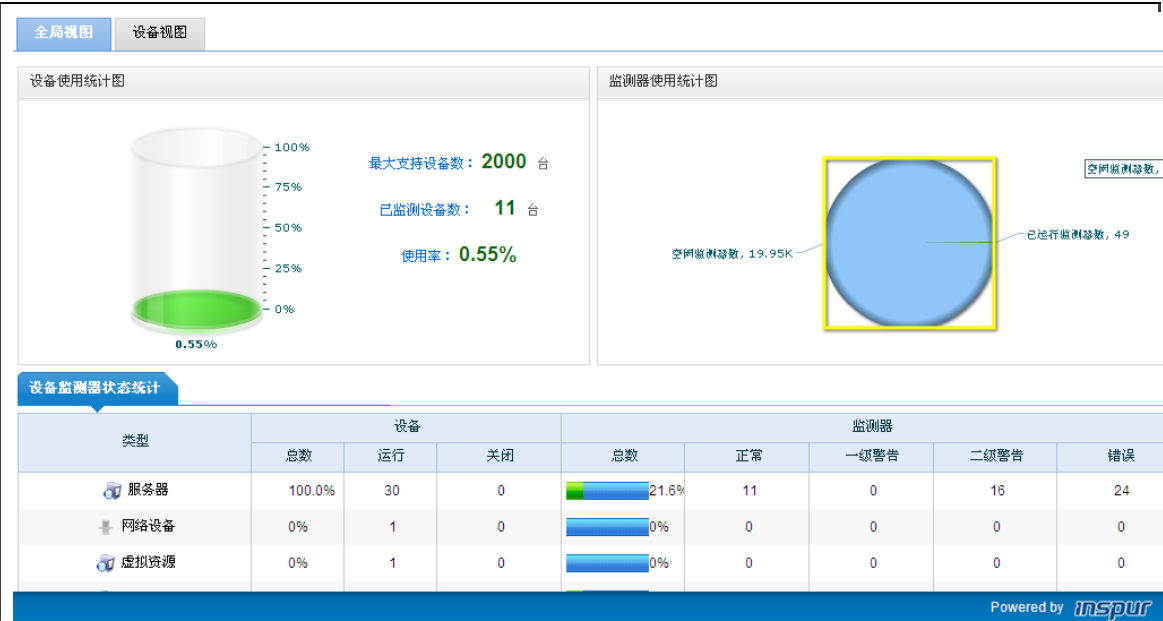 全局视图 设备视图
设备使用统计图
100%
75%
50%
25%
0%
0.55%
最大支持设备数： 2000 台
已监测设备数： 11 台
使用率： 0.55%
监测器使用统计图
空闲监测器数,
已运行监测器数, 49
空闲监测器数, 19.95K
设备监测器状态统计
类型 设备 监测器
总数 运行 关闭 总数 正常 一级警告 二级警告 错误
服务器 100.0% 30 0 21.6% 11 0 16 24
网络设备 0% 1 0 0% 0 0 0 0
虚拟资源 0% 1 0 0% 0 0 0 0
Powered by inspur